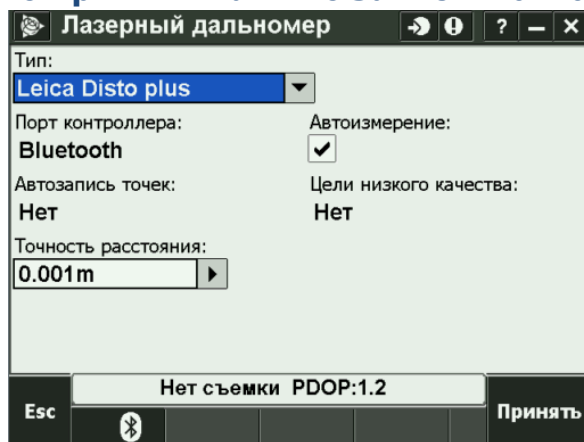 Лазерный дальномер ? – ×
Тип:
Leica Disto plus
Порт контроллера: Автоизмерение:
Bluetooth
Автозапись точек: Цели низкого качества:
Нет Нет
Точность расстояния:
0.001m
Нет съемки PDOP:1.2
Esc Принять